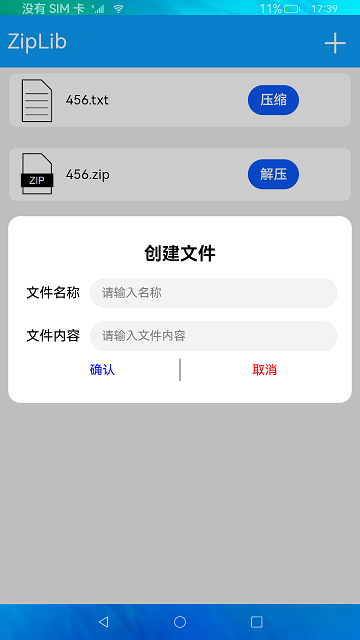 没有 SIM 卡 11% 17:39
ZipLib
456.txt 压缩
ZIP 456.zip 解压
创建文件
文件名称 请输入名称
文件内容 请输入文件内容
确认 取消